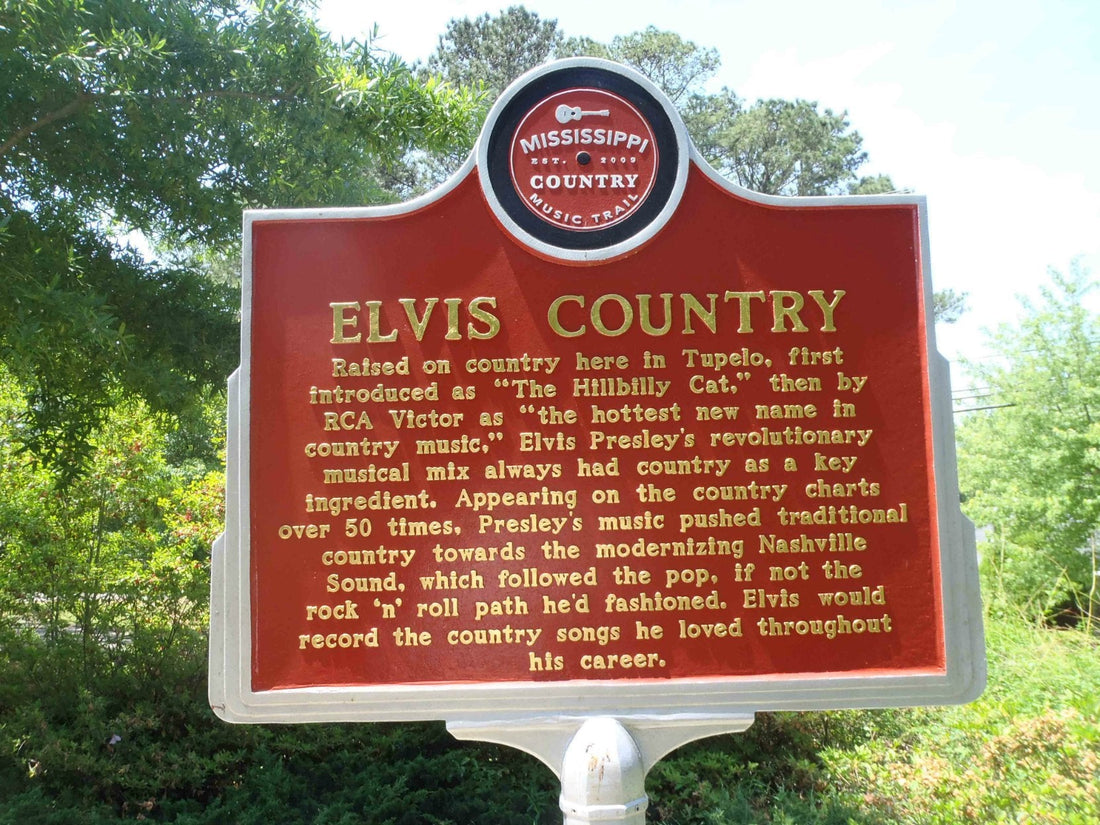 MISSISSIPPI
EST. 2009
COUNTRY
MUSIC TRAIL
ELVIS COUNTRY
Raised on country here in Tupelo, first
introduced as “The Hillbilly Cat,” then by
RCA Victor as “the hottest new name in
country music,” Elvis Presley's revolutionary
musical mix always had country as a key
ingredient. Appearing on the country charts
over 50 times, Presley's music pushed traditional
country towards the modernizing Nashville
Sound, which followed the pop, if not the
rock ‘n’ roll path he'd fashioned. Elvis would
record the country songs he loved throughout
his career.